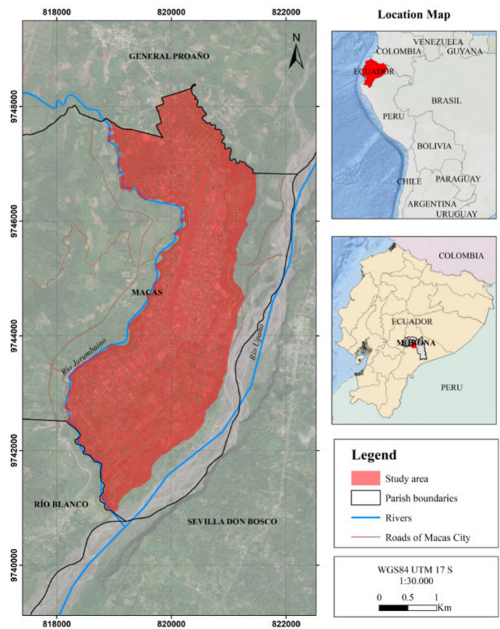 818000 820000 822000
GENERAL PROAÑO
N
9748000
9746000
9744000
9742000
9740000
MACAS
Río Jurumbaino
Río Upano
RÍO BLANCO
SEVILLA DON BOSCO
818000 820000 822000
Location Map
VENEZUELA
COLOMBIA
GUYANA
ECUADOR
BRASIL
PERU
BOLIVIA
CHILE
PARAGUAY
ARGENTINA
URUGUAY
COLOMBIA
ECUADOR
MORONA
PERU
Legend
Study area
Parish boundaries
Rivers
Roads of Macas City
WGS84 UTM 17 S
1:30.000
0 0.5 1
Km